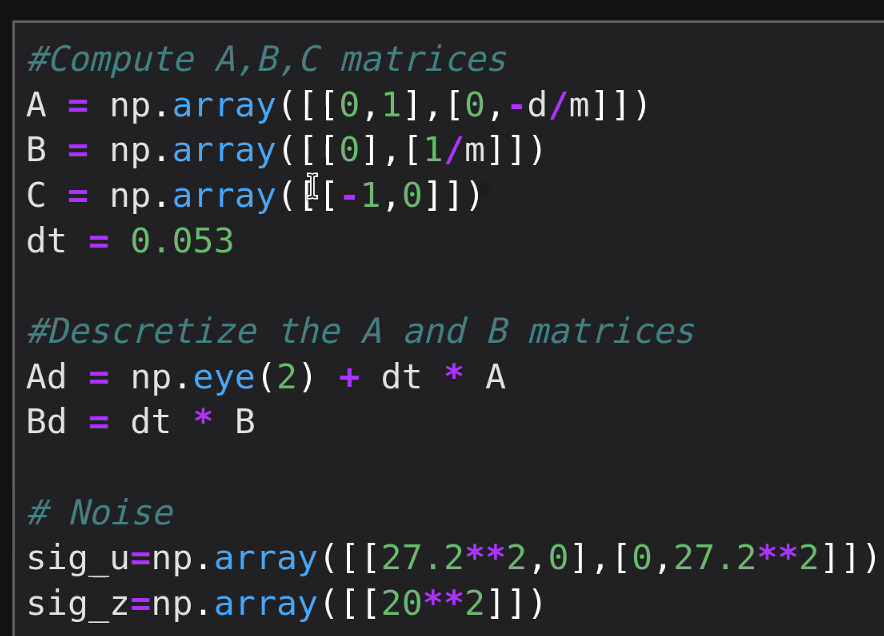 #Compute A,B,C matrices
A = np.array([[0,1],[0,-d/m]])
B = np.array([[0],[1/m]])
C = np.array([[-1,0]])
dt = 0.053
#Descretize the A and B matrices
Ad = np.eye(2) + dt * A
Bd = dt * B
# Noise
sig_u=np.array([[27.2**2,0],[0,27.2**2]])
sig_z=np.array([[20**2]])